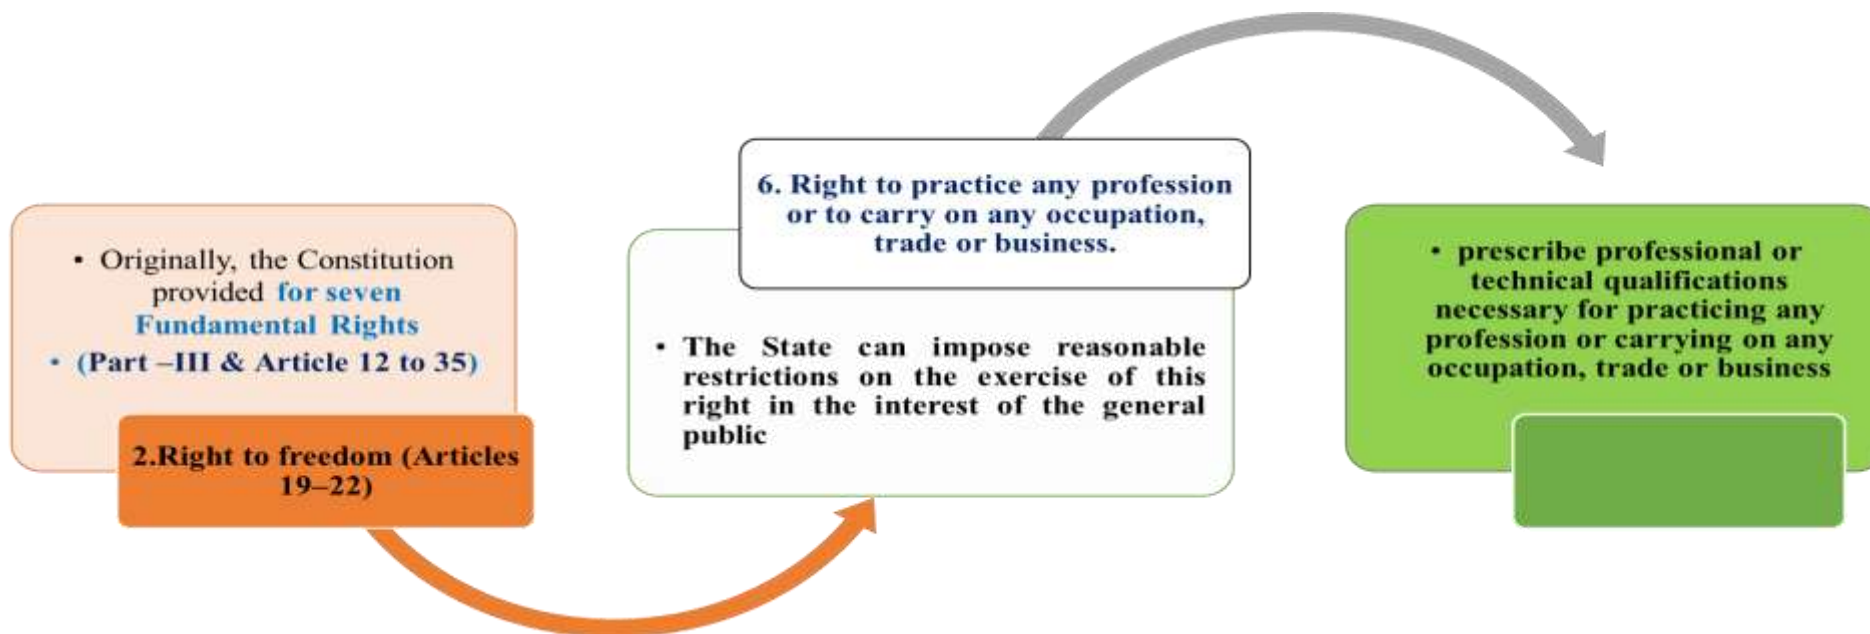 • Originally, the Constitution
provided for seven
Fundamental Rights
• (Part –III & Article 12 to 35)
2.Right to freedom (Articles
19–22)
6. Right to practice any profession
or to carry on any occupation,
trade or business.
• The State can impose reasonable
restrictions on the exercise of this
right in the interest of the general
public
• prescribe professional or
technical qualifications
necessary for practicing any
profession or carrying on any
occupation, trade or business